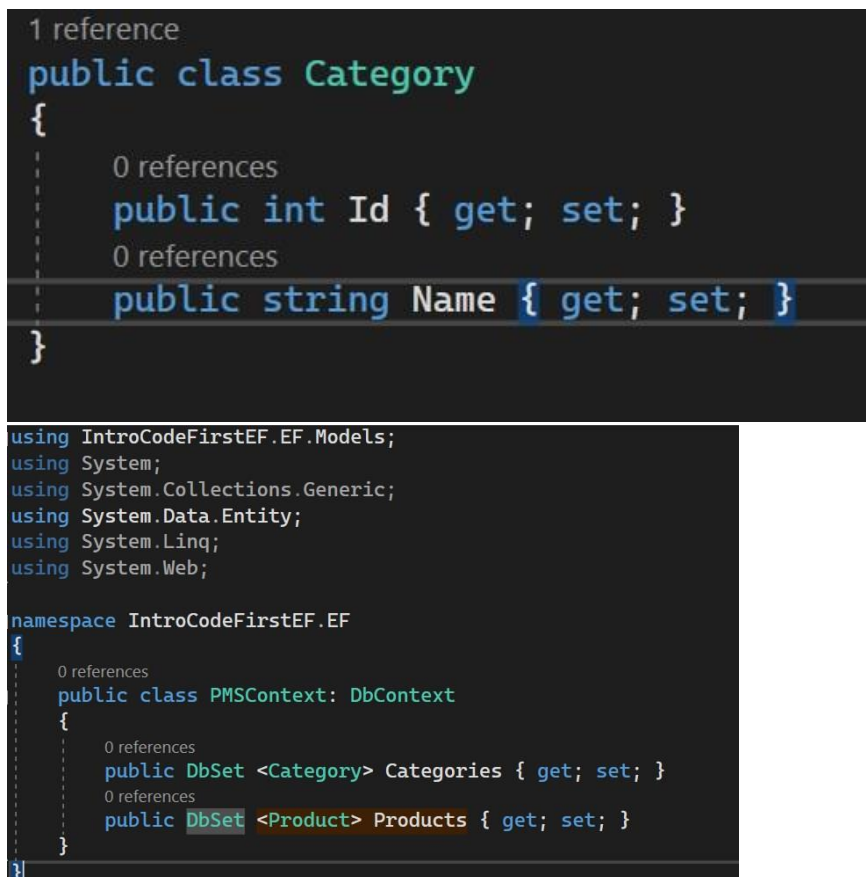 1 reference
public class Category
{
0 references
public int Id { get; set; }
0 references
public string Name { get; set; }
}
using IntroCodeFirstEF.EF.Models;
using System;
using System.Collections.Generic;
using System.Data.Entity;
using System.Linq;
using System.Web;
namespace IntroCodeFirstEF.EF
{
0 references
public class PMSContext: DbContext
{
0 references
public DbSet <Category> Categories { get; set; }
0 references
public DbSet <Product> Products { get; set; }
}
}